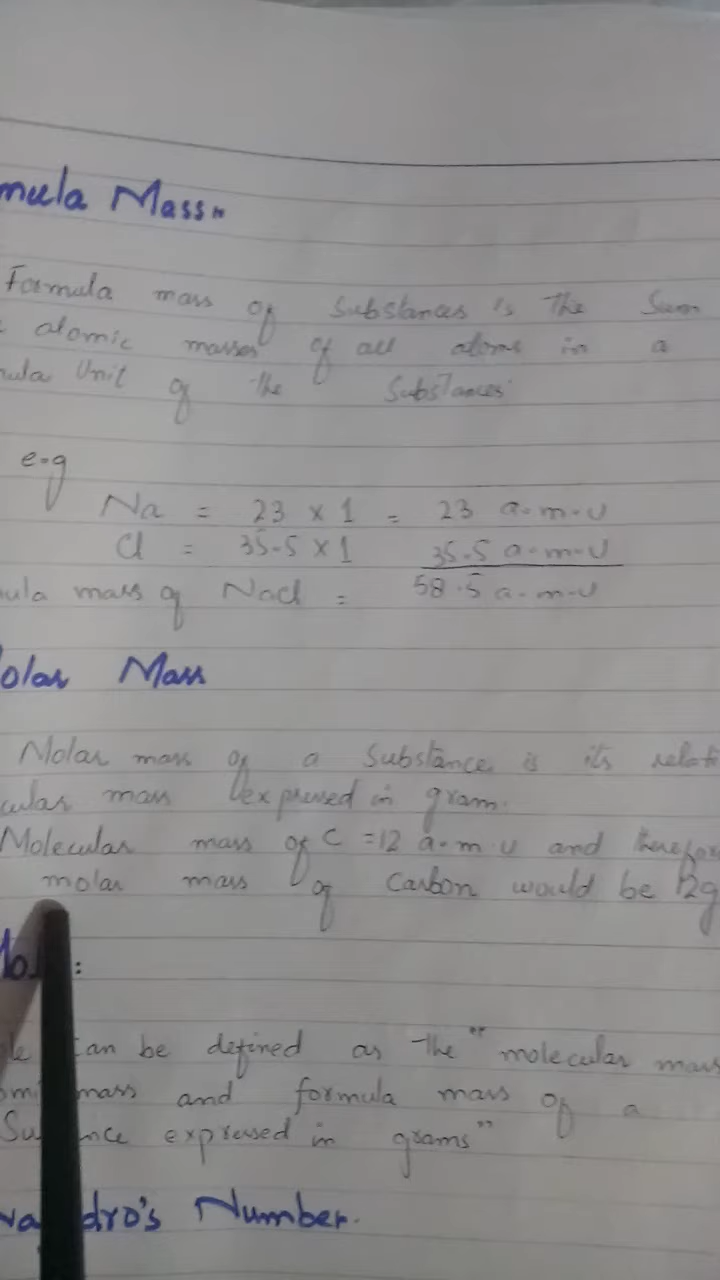 mula Mass
Formula mass of Substances is the Sum
atomic masses of all atoms in a
ula Unit of the Substances
e.g
Na = 23 x 1 = 23 a.m.u
Cl = 35.5 x 1 35.5 a.m.u
ula mass of Nacl = 58.5 a.m.u
olar Mass
Molar mass of a Substance is its relati
cular mass expressed in gram.
Molecular mass of C = 12 a.m.u and therefor
molar mass of Carbon would be 12g
:
le can be defined as the "molecular mass
omi mass and formula mass of a
Su nce expressed in grams"
va dro's Number.